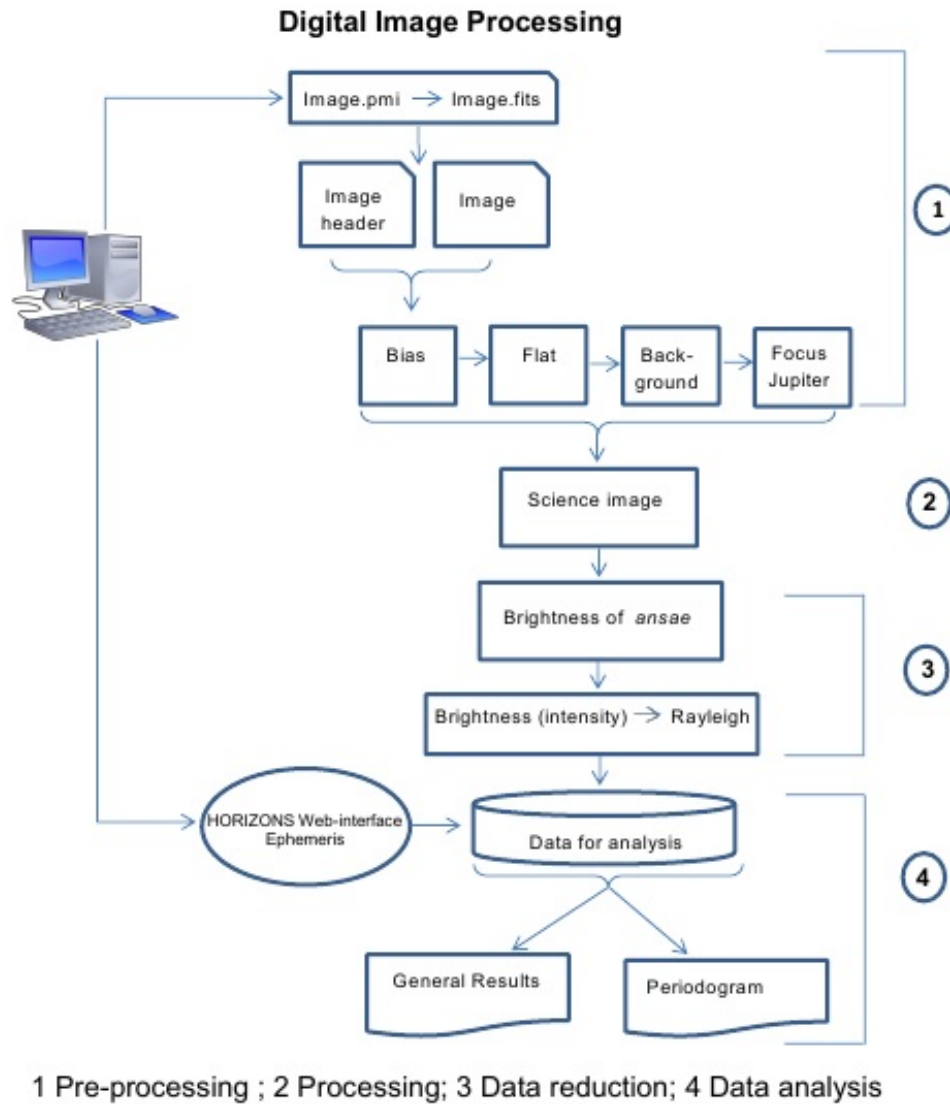 Digital Image Processing
Image.pmi → Image.fits
Image
header
Image
1
Bias
Flat
Back-
ground
Focus
Jupiter
Science image
2
Brightness of ansae
3
Brightness (intensity) → Rayleigh
HORIZONS Web-interface
Ephemeris
Data for analysis
4
General Results
Periodogram
1 Pre-processing ; 2 Processing; 3 Data reduction; 4 Data analysis